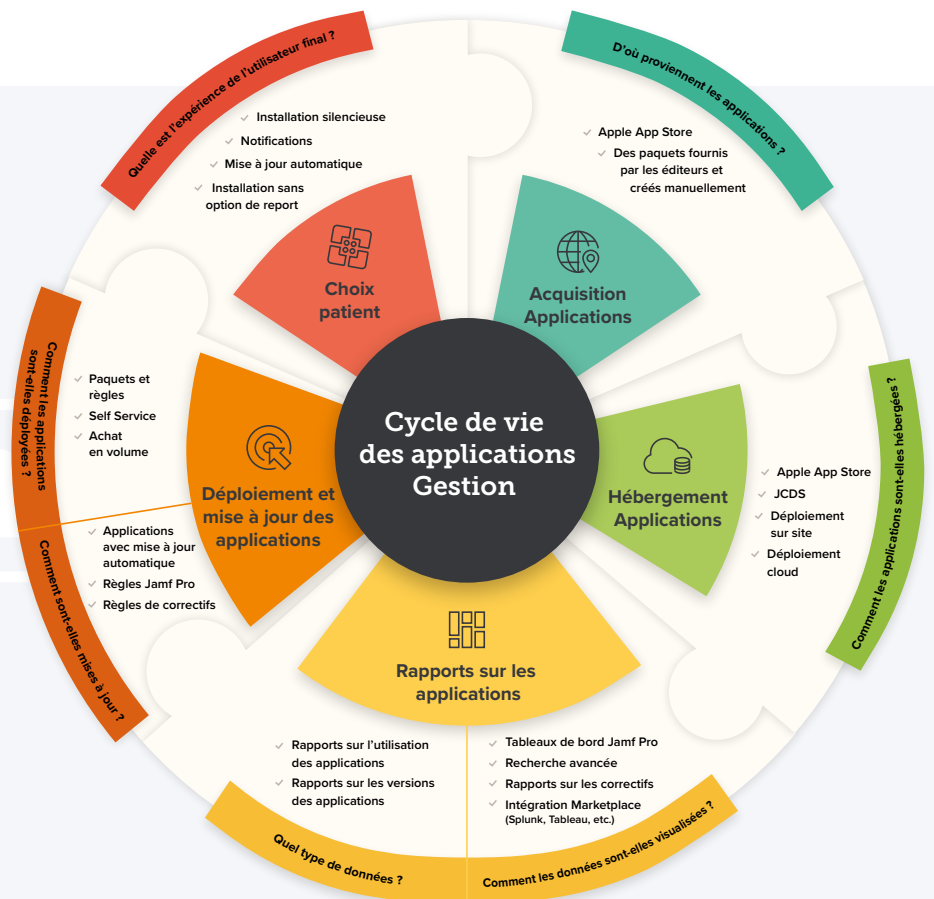 Cycle de vie
des applications
Gestion
D'où proviennent les applications ?
Apple App Store
Des paquets fournis
par les éditeurs et
créés manuellement
Acquisition
Applications
Comment les applications sont-elles hébergées ?
Apple App Store
JCDS
Déploiement
sur site
Déploiement
cloud
Hébergement
Applications
Rapports sur les
applications
Tableaux de bord Jamf Pro
Recherche avancée
Rapports sur les correctifs
Intégration Marketplace
(Splunk, Tableau, etc.)
Comment les données sont-elles visualisées ?
Rapports sur l'utilisation
des applications
Rapports sur les versions
des applications
Quel type de données ?
Déploiement et
mise à jour des
applications
Comment sont-elles mises à jour ?
Applications
avec mise à jour
automatique
Règles Jamf Pro
Règles de correctifs
Comment les applications
sont-elles déployées ?
Paquets et
règles
Self Service
Achat
en volume
Quelle est l'expérience de l'utilisateur final ?
Installation silencieuse
Notifications
Mise à jour automatique
Installation sans
option de report
Choix
patient